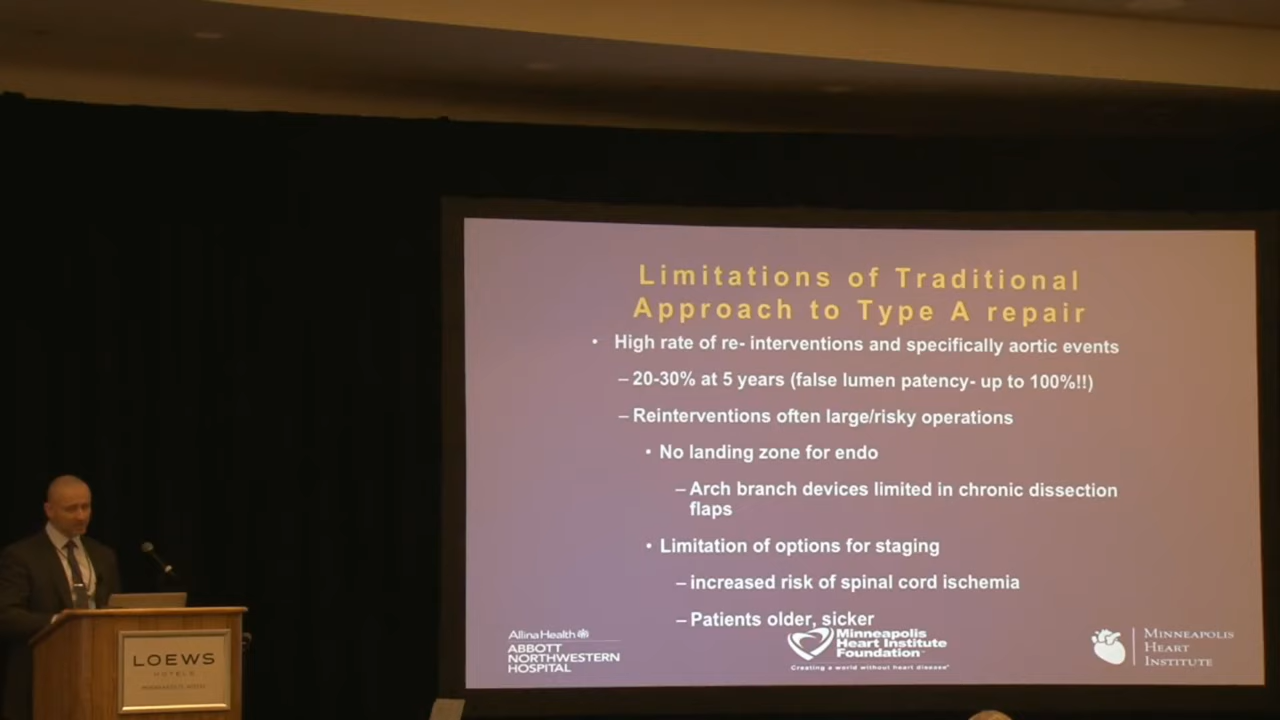 Limitations of Traditional
Approach to Type A repair
• High rate of re- interventions and specifically aortic events
– 20-30% at 5 years (false lumen patency- up to 100%!!)
– Reinterventions often large/risky operations
• No landing zone for endo
– Arch branch devices limited in chronic dissection
flaps
• Limitation of options for staging
– increased risk of spinal cord ischemia
– Patients older, sicker
Allina Health
ABBOTT
NORTHWESTERN
HOSPITAL
Minneapolis
Heart Institute
Foundation
Creating a world without heart disease
MINNEAPOLIS
HEART
INSTITUTE
LOEWS
HOTELS